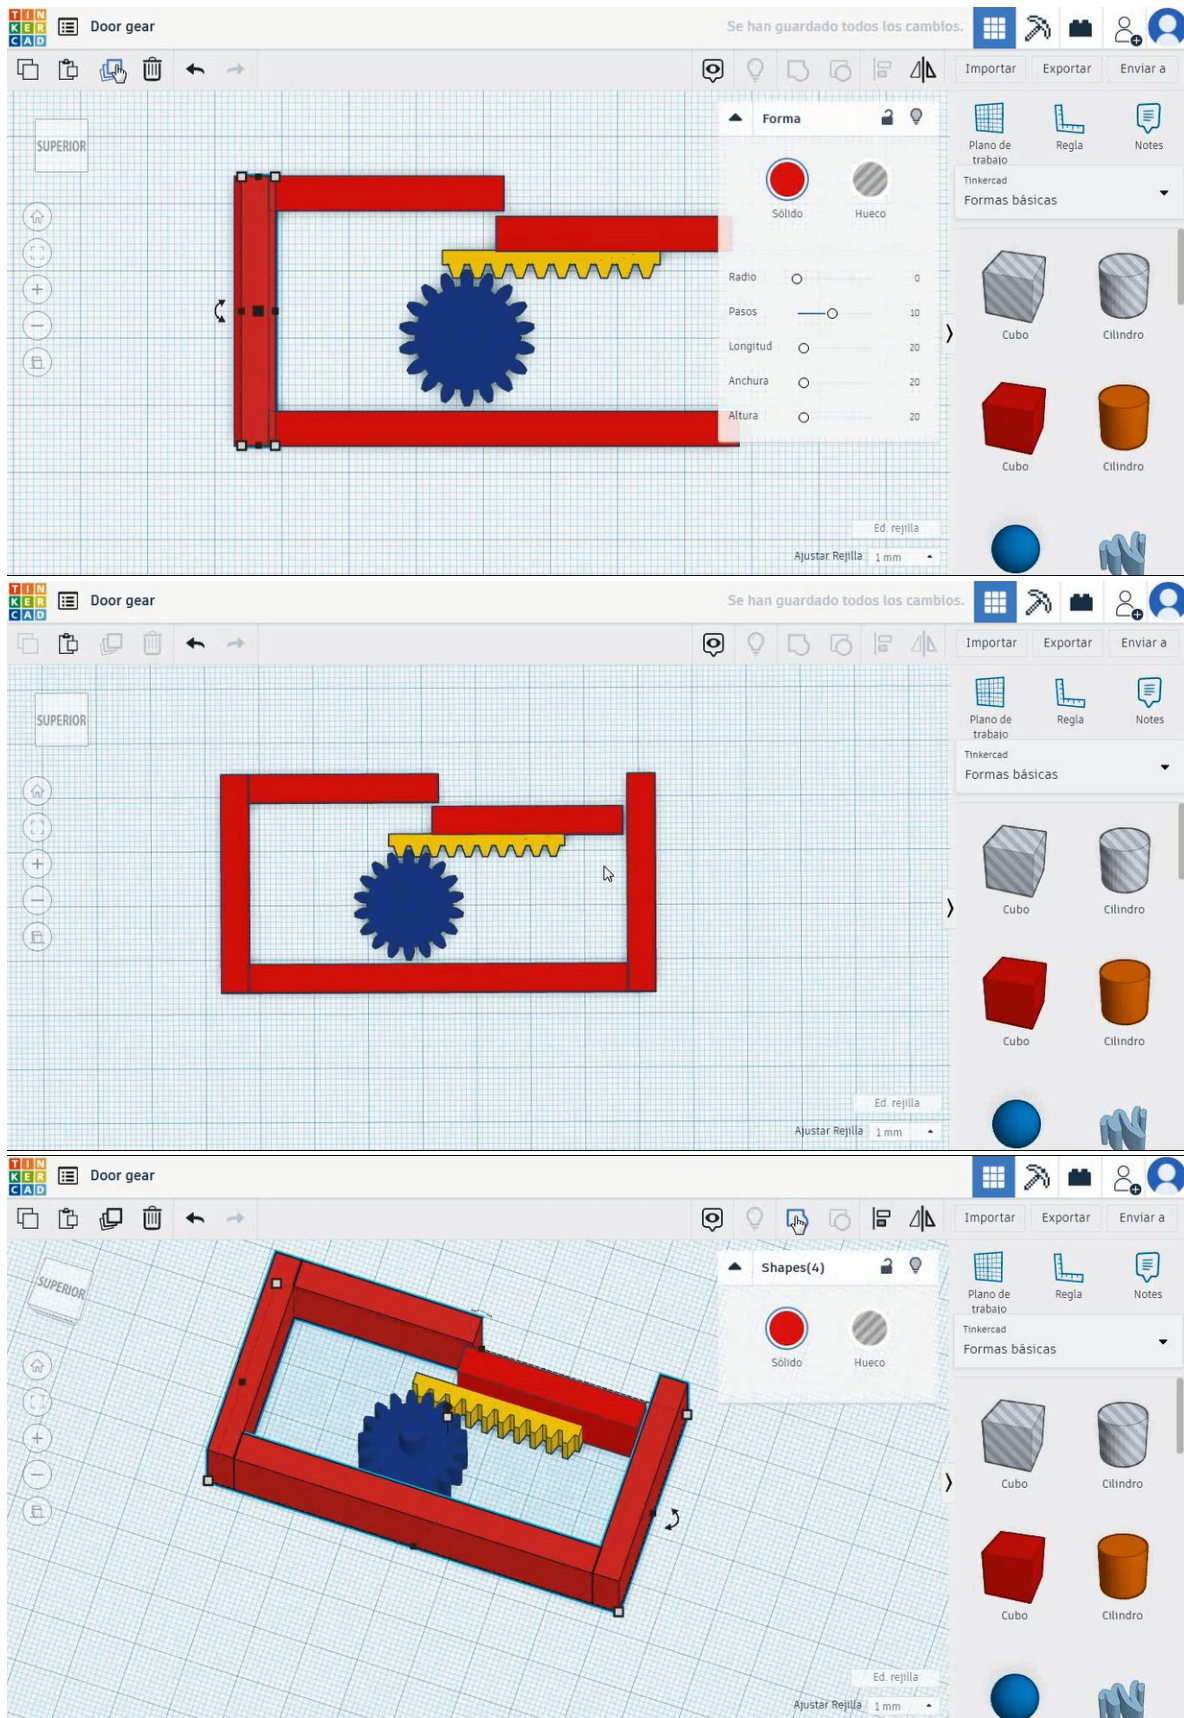 TIN
KER
CAD
Door gear
Se han guardado todos los cambios.
Importar
Exportar
Enviar a
SUPERIOR
Forma
Sólido
Hueco
Radio
0
Pasos
10
Longitud
20
Anchura
20
Altura
20
Plano de
trabajo
Regla
Notes
Tinkercad
Formas básicas
Cubo
Cilindro
Cubo
Cilindro
Ed. rejilla
Ajustar Rejilla
1 mm
TIN
KER
CAD
Door gear
Se han guardado todos los cambios.
Importar
Exportar
Enviar a
SUPERIOR
Plano de
trabajo
Regla
Notes
Tinkercad
Formas básicas
Cubo
Cilindro
Cubo
Cilindro
Ed. rejilla
Ajustar Rejilla
1 mm
TIN
KER
CAD
Door gear
Importar
Exportar
Enviar a
SUPERIOR
Shapes(4)
Sólido
Hueco
Plano de
trabajo
Regla
Notes
Tinkercad
Formas básicas
Cubo
Cilindro
Cubo
Cilindro
Ed. rejilla
Ajustar Rejilla
1 mm